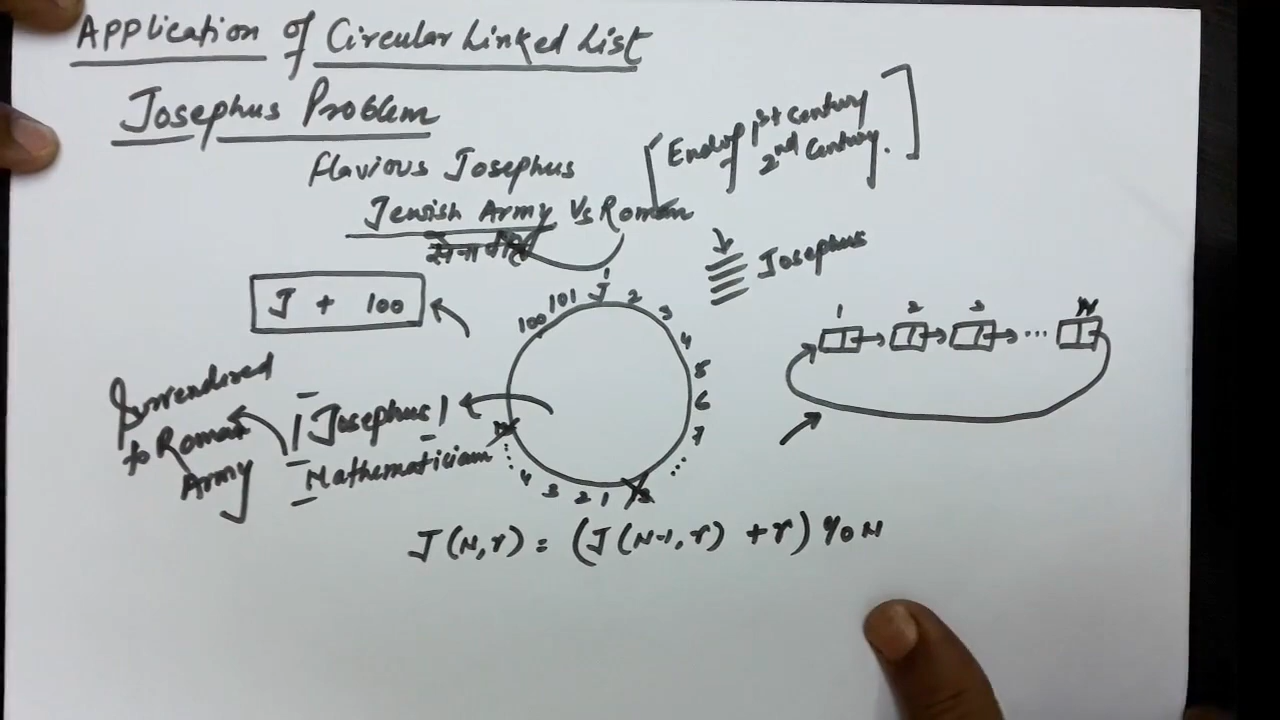 Application of Circular Linked List
Josephus Problem
Flavious Josephus
End of 1st Century
2nd Century.
Jewish Army Vs Roman
Josephus
J + 100
100 101 J 2 3 4 5 6 7 ...
1
1 2 3 ... N
Surrendered
to Roman
Army
Josephus
Mathematician
... 4 3 2 1
J(N,r) = (J(N-1, r) + r) % N